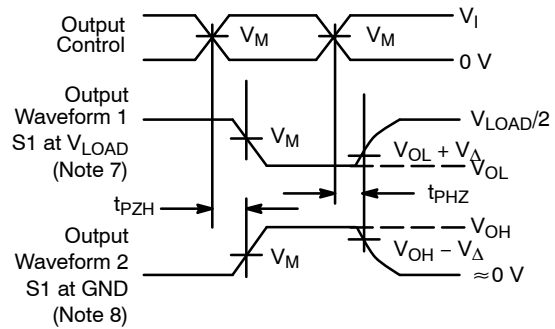 Output
Control
V_M
V_M
V_I
0 V
Output
Waveform 1
S1 at V_LOAD
(Note 7)
V_M
V_LOAD/2
V_OL + V_Δ
V_OL
t_PZH
t_PHZ
Output
Waveform 2
S1 at GND
(Note 8)
V_M
V_OH
V_OH − V_Δ
≈0 V